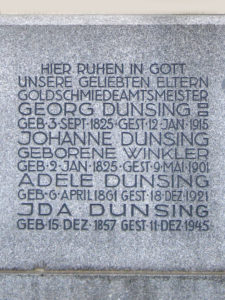 HIER RUHEN IN GOTT
UNSERE GELIEBTEN ELTERN
GOLDSCHMIEDEAMTSMEISTER
GEORG DUNSING
GEB·3·SEPT·1825·GEST·12·JAN·1915
JOHANNE DUNSING
GEBORENE WINKLER
GEB·2·JAN·1825·GEST·9·MAI·1901
ADELE DUNSING
GEB·6·APRIL 1861 GEST·18·DEZ·1921
JDA DUNSING
GEB·15·DEZ·1857 GEST·11·DEZ·1945